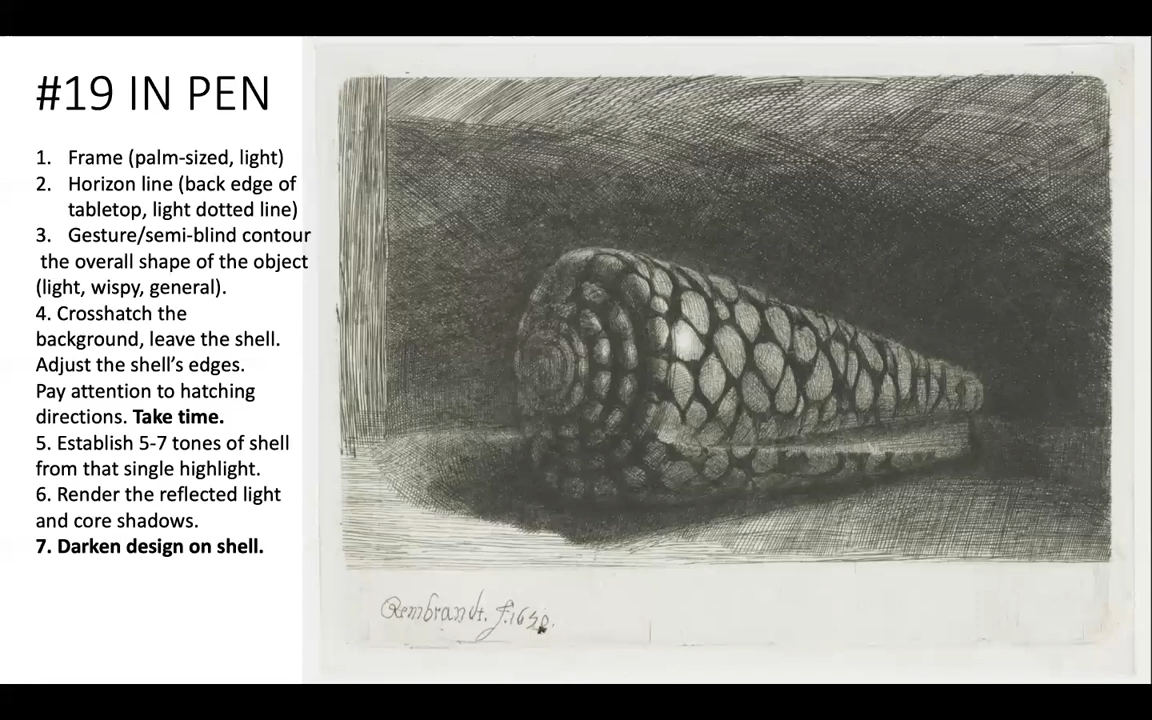 #19 IN PEN
1. Frame (palm-sized, light)
2. Horizon line (back edge of
tabletop, light dotted line)
3. Gesture/semi-blind contour
the overall shape of the object
(light, wispy, general).
4. Crosshatch the
background, leave the shell.
Adjust the shell’s edges.
Pay attention to hatching
directions. Take time.
5. Establish 5-7 tones of shell
from that single highlight.
6. Render the reflected light
and core shadows.
7. Darken design on shell.
Rembrandt. f. 1650.